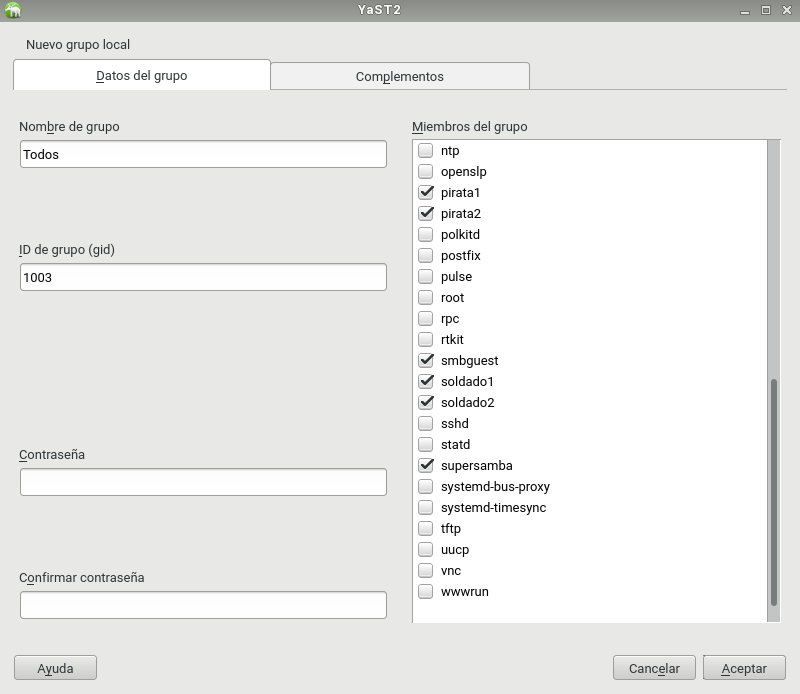 YaST2
Nuevo grupo local
Datos del grupo
Complementos
Nombre de grupo
Todos
ID de grupo (gid)
1003
Contraseña
Confirmar contraseña
Miembros del grupo
ntp
openslp
pirata1
pirata2
polkitd
postfix
pulse
root
rpc
rtkit
smbguest
soldado1
soldado2
sshd
statd
supersamba
systemd-bus-proxy
systemd-timesync
tftp
uucp
vnc
wwwrun
Ayuda
Cancelar
Aceptar